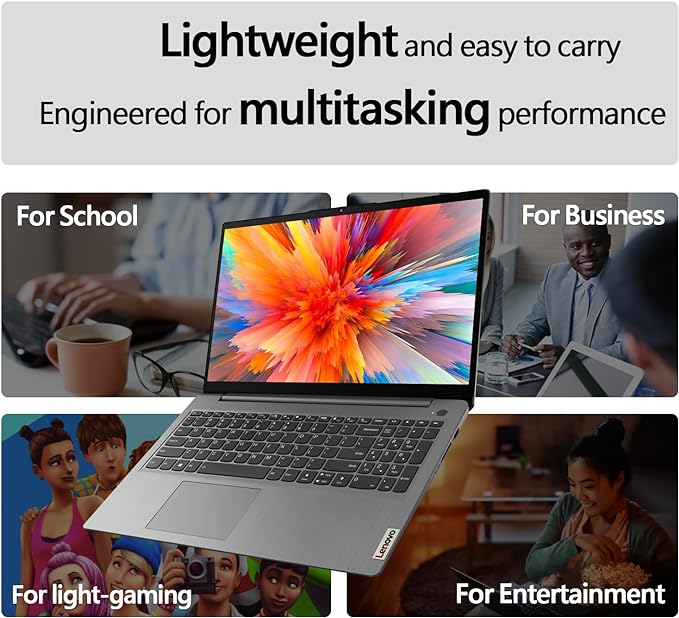 Lightweight and easy to carry
Engineered for multitasking performance
For School
For Business
Lenovo
For light-gaming
For Entertainment